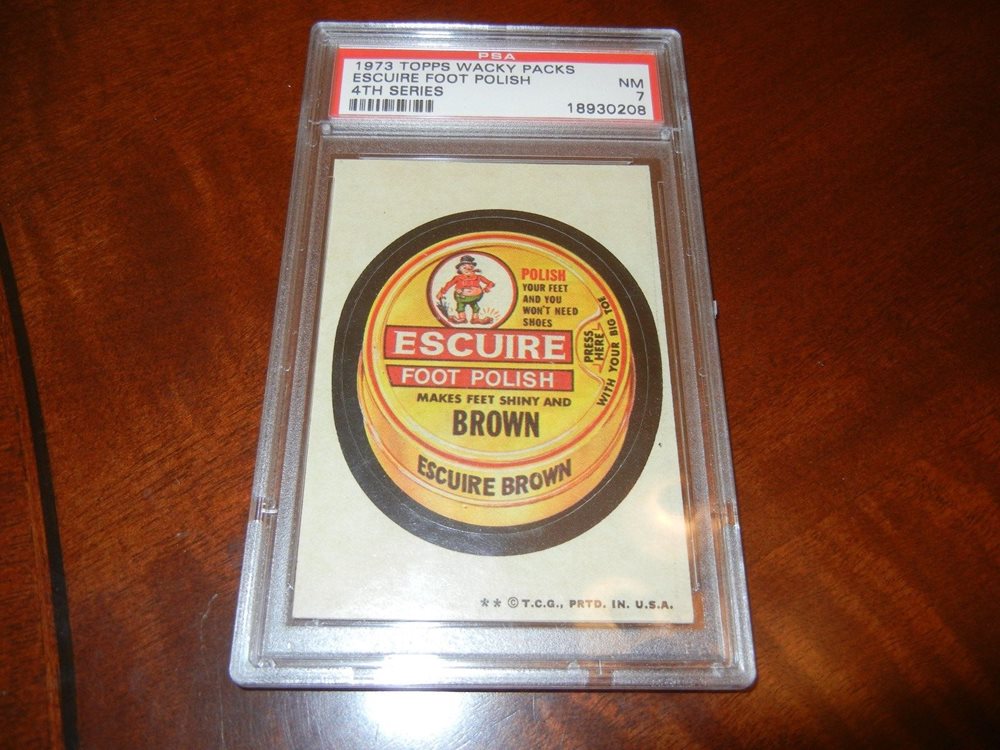 PSA
1973 TOPPS WACKY PACKS
ESCUIRE FOOT POLISH
4TH SERIES
NM
7
18930208
POLISH
YOUR FEET
AND YOU
WON'T NEED
SHOES
ESCUIRE
FOOT POLISH
MAKES FEET SHINY AND
BROWN
PRESS
HERE
WITH YOUR BIG TOE
ESCUIRE BROWN
** © T.C.G., PRTD. IN. U.S.A.